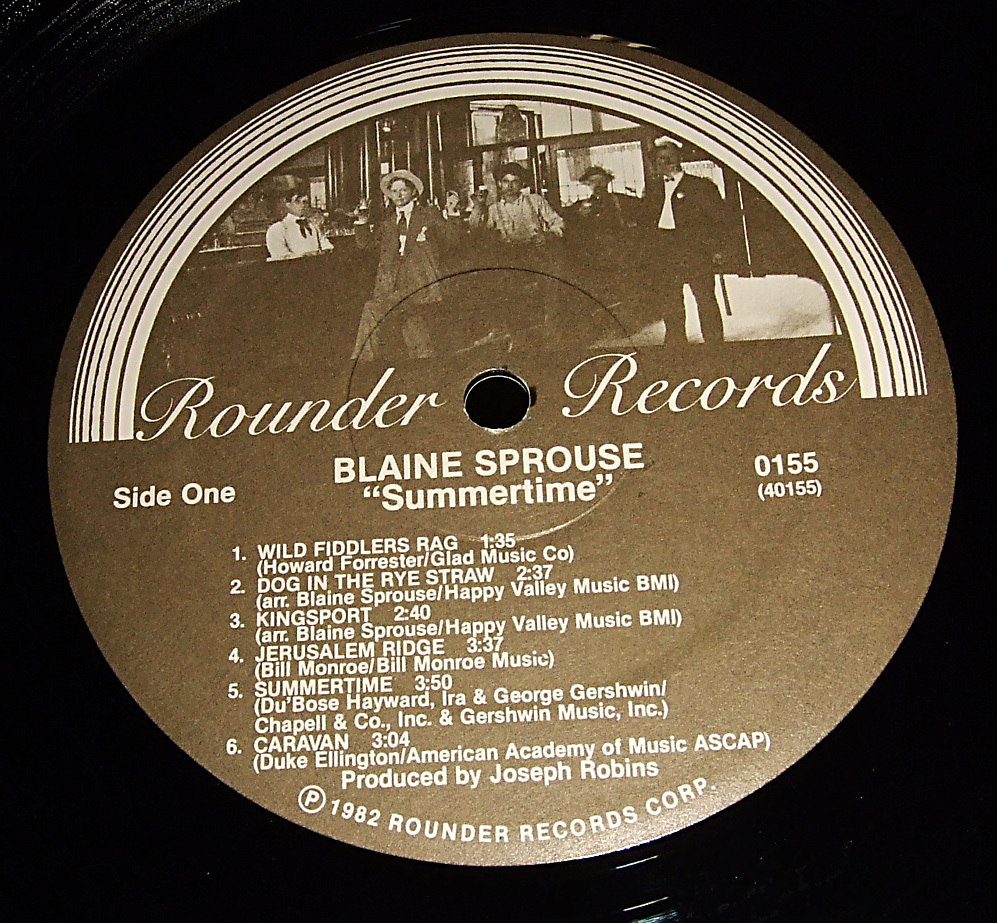 Rounder Records
BLAINE SPROUSE
“Summertime”
Side One
0155
(40155)
1. WILD FIDDLERS RAG 1:35
(Howard Forrester/Glad Music Co)
2. DOG IN THE RYE STRAW 2:37
(arr. Blaine Sprouse/Happy Valley Music BMI)
3. KINGSPORT 2:40
(arr. Blaine Sprouse/Happy Valley Music BMI)
4. JERUSALEM RIDGE 3:37
(Bill Monroe/Bill Monroe Music)
5. SUMMERTIME 3:50
(Du'Bose Hayward, Ira & George Gershwin/
Chapell & Co., Inc. & Gershwin Music, Inc.)
6. CARAVAN 3:04
(Duke Ellington/American Academy of Music ASCAP)
Produced by Joseph Robins
Ⓟ 1982 ROUNDER RECORDS CORP.